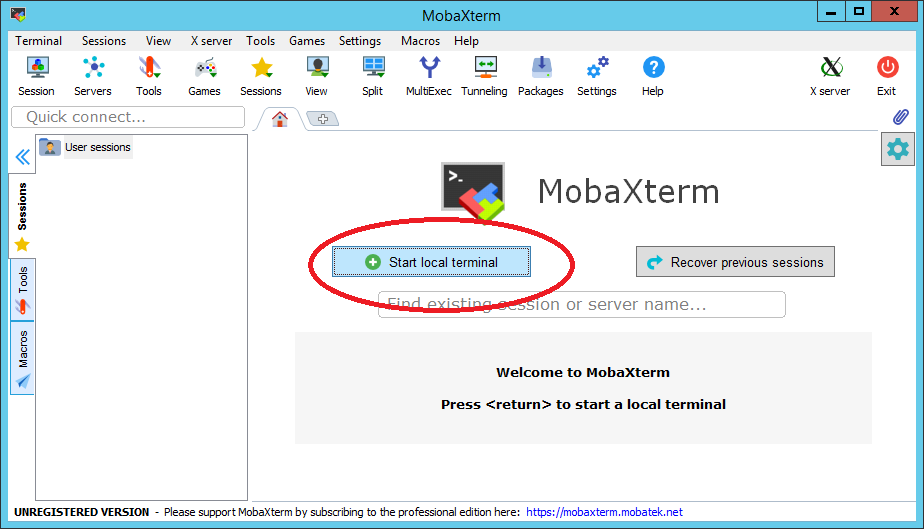 MobaXterm
Terminal Sessions View X server Tools Games Settings Macros Help
Session Servers Tools Games Sessions View Split MultiExec Tunneling Packages Settings Help X server Exit
Quick connect...
User sessions
Sessions
Tools
Macros
>_
MobaXterm
Start local terminal Recover previous sessions
Find existing session or server name...
Welcome to MobaXterm
Press <return> to start a local terminal
UNREGISTERED VERSION - Please support MobaXterm by subscribing to the professional edition here: https://mobaxterm.mobatek.net